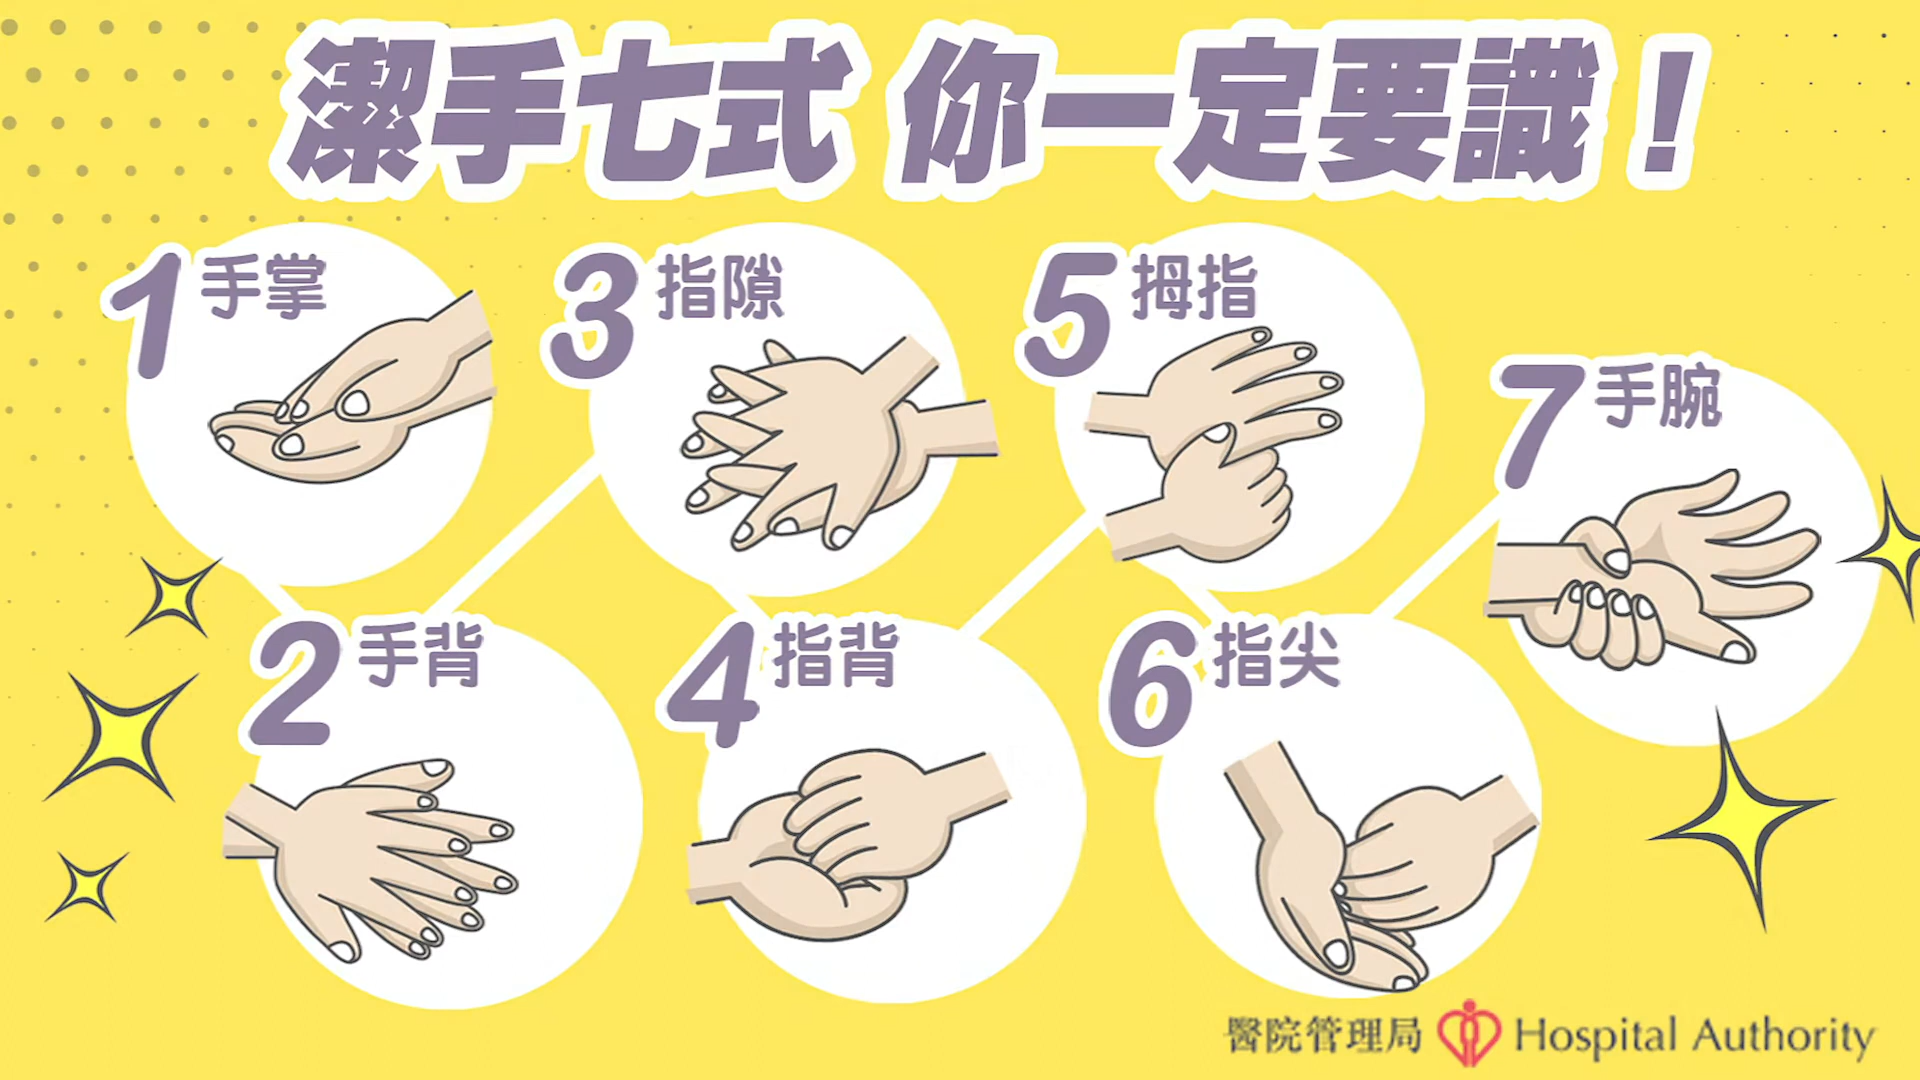 潔手七式 你一定要識！
1 手掌
2 手背
3 指隙
4 指背
5 拇指
6 指尖
7 手腕
醫院管理局 Hospital Authority